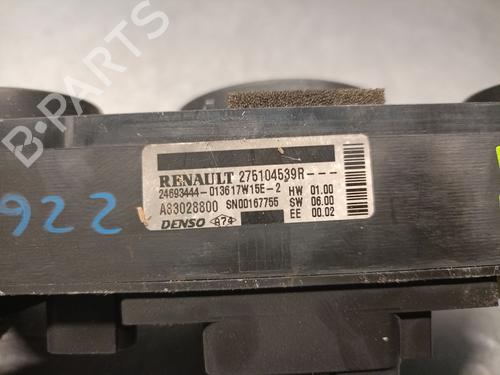 B-PARTS
RENAULT 275104539R---
24693444-013617W15E-2 HW 01.00
A83028800 SN00167755 SW 06.00
DENSO 874 EE 00.02
922